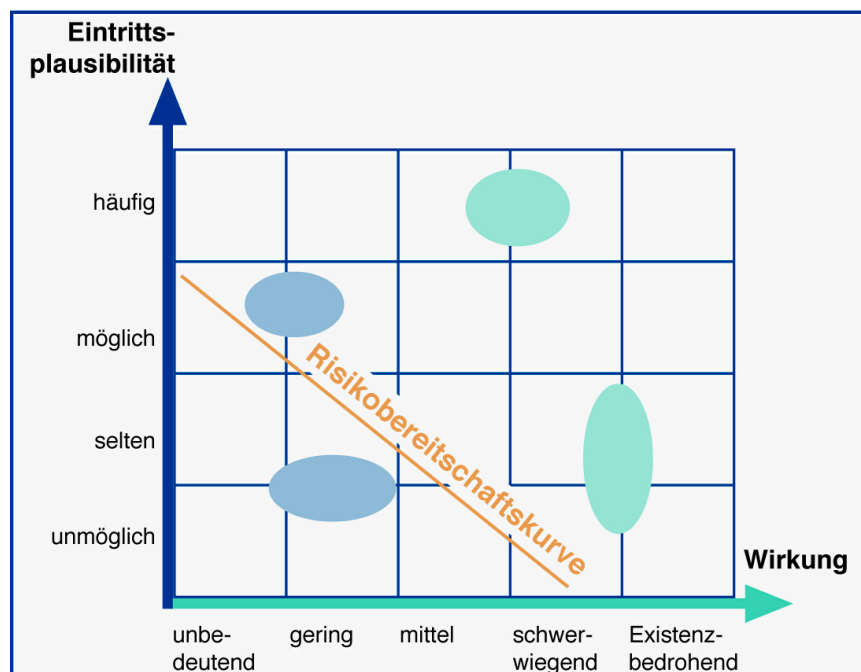 Eintritts-
plausibilität
häufig
möglich
selten
unmöglich
Risikobereitschaftskurve
Wirkung
unbe-
deutend
gering
mittel
schwer-
wiegend
Existenz-
bedrohend